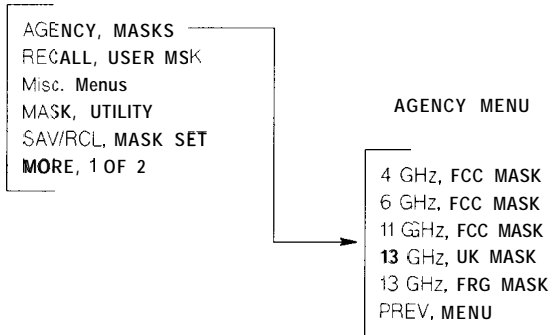 AGENCY, MASKS
RECALL, USER MSK
Misc. Menus
MASK, UTILITY
SAV/RCL, MASK SET
MORE, 1 OF 2
AGENCY MENU
4 GHz, FCC MASK
6 GHz, FCC MASK
11 GHz, FCC MASK
13 GHz, UK MASK
13 GHz, FRG MASK
PREV, MENU